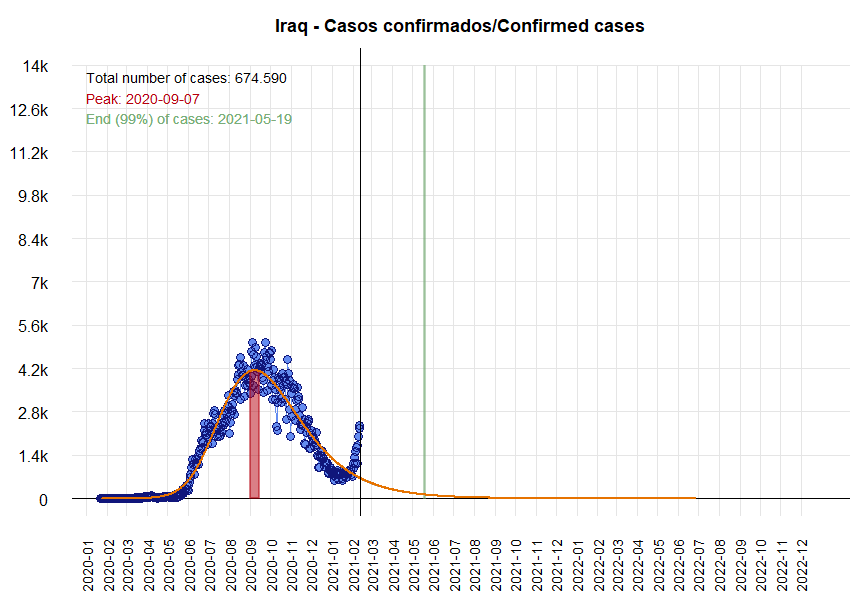 Iraq - Casos confirmados/Confirmed cases
14k
12.6k
11.2k
9.8k
8.4k
7k
5.6k
4.2k
2.8k
1.4k
0
Total number of cases: 674.590
Peak: 2020-09-07
End (99%) of cases: 2021-05-19
2020-01
2020-02
2020-03
2020-04
2020-05
2020-06
2020-07
2020-08
2020-09
2020-10
2020-11
2020-12
2021-01
2021-02
2021-03
2021-04
2021-05
2021-06
2021-07
2021-08
2021-09
2021-10
2021-11
2021-12
2022-01
2022-02
2022-03
2022-04
2022-05
2022-06
2022-07
2022-08
2022-09
2022-10
2022-11
2022-12